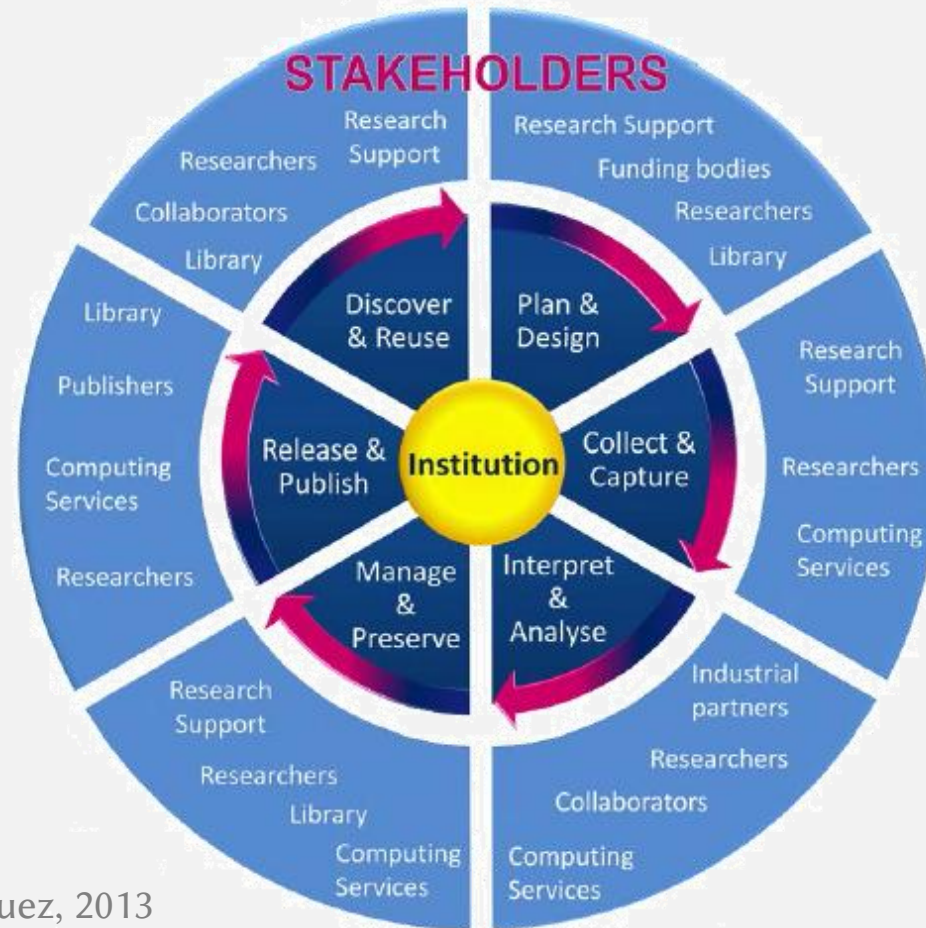 STAKEHOLDERS
Research Support
Funding bodies
Researchers
Library
Research
Support
Researchers
Computing
Services
Industrial
partners
Researchers
Collaborators
Computing
Services
Research
Support
Researchers
Library
Computing
Services
Library
Publishers
Computing
Services
Researchers
Research
Support
Researchers
Collaborators
Library
Plan &
Design
Collect &
Capture
Interpret
&
Analyse
Manage
&
Preserve
Release &
Publish
Discover
& Reuse
Institution
uez, 2013